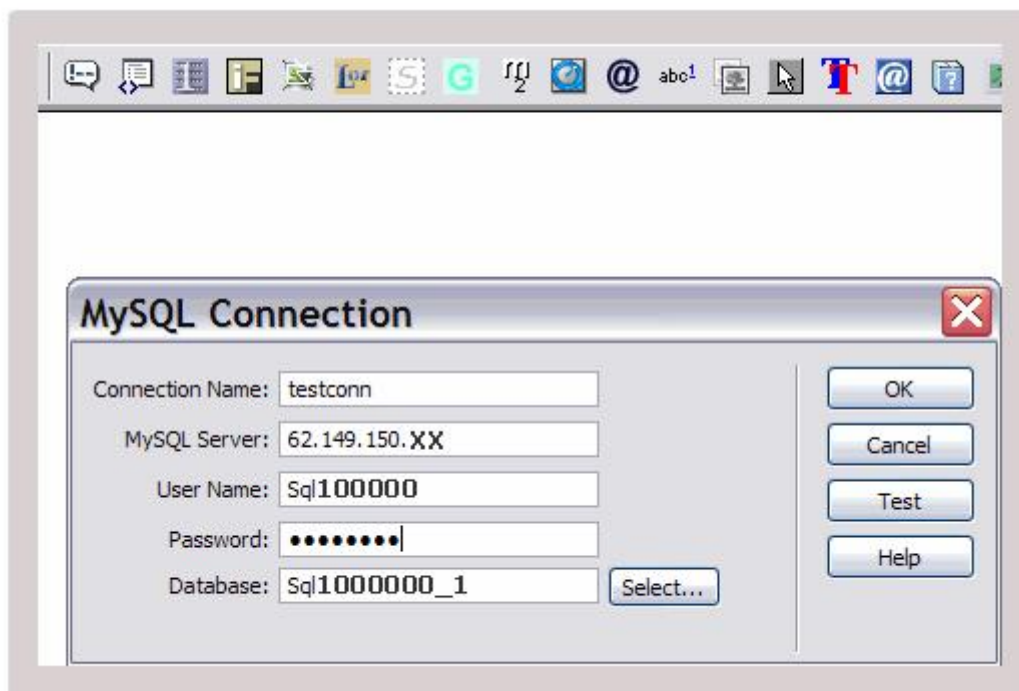 abc1
MySQL Connection
Connection Name: testconn
MySQL Server: 62.149.150.XX
User Name: Sql100000
Password: ••••••••
Database: Sql1000000_1 Select...
OK
Cancel
Test
Help